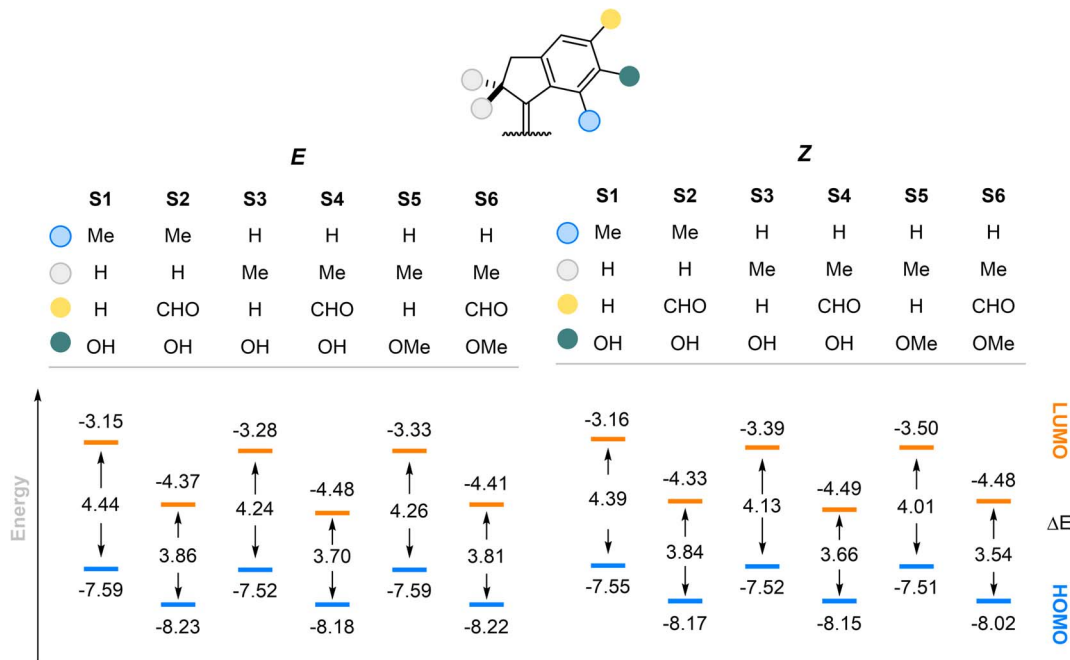 E Z
S1 S2 S3 S4 S5 S6 S1 S2 S3 S4 S5 S6
Me Me H H H H Me Me H H H H
H H Me Me Me Me H H Me Me Me Me
H CHO H CHO H CHO H CHO H CHO H CHO
OH OH OH OH OMe OMe OH OH OH OH OMe OMe
Energy
-3.15 -4.37 -3.28 -4.48 -3.33 -4.41 -3.16 -4.33 -3.39 -4.49 -3.50 -4.48
LUMO
4.44 3.86 4.24 3.70 4.26 3.81 4.39 3.84 4.13 3.66 4.01 3.54
ΔE
-7.59 -8.23 -7.52 -8.18 -7.59 -8.22 -7.55 -8.17 -7.52 -8.15 -7.51 -8.02
HOMO